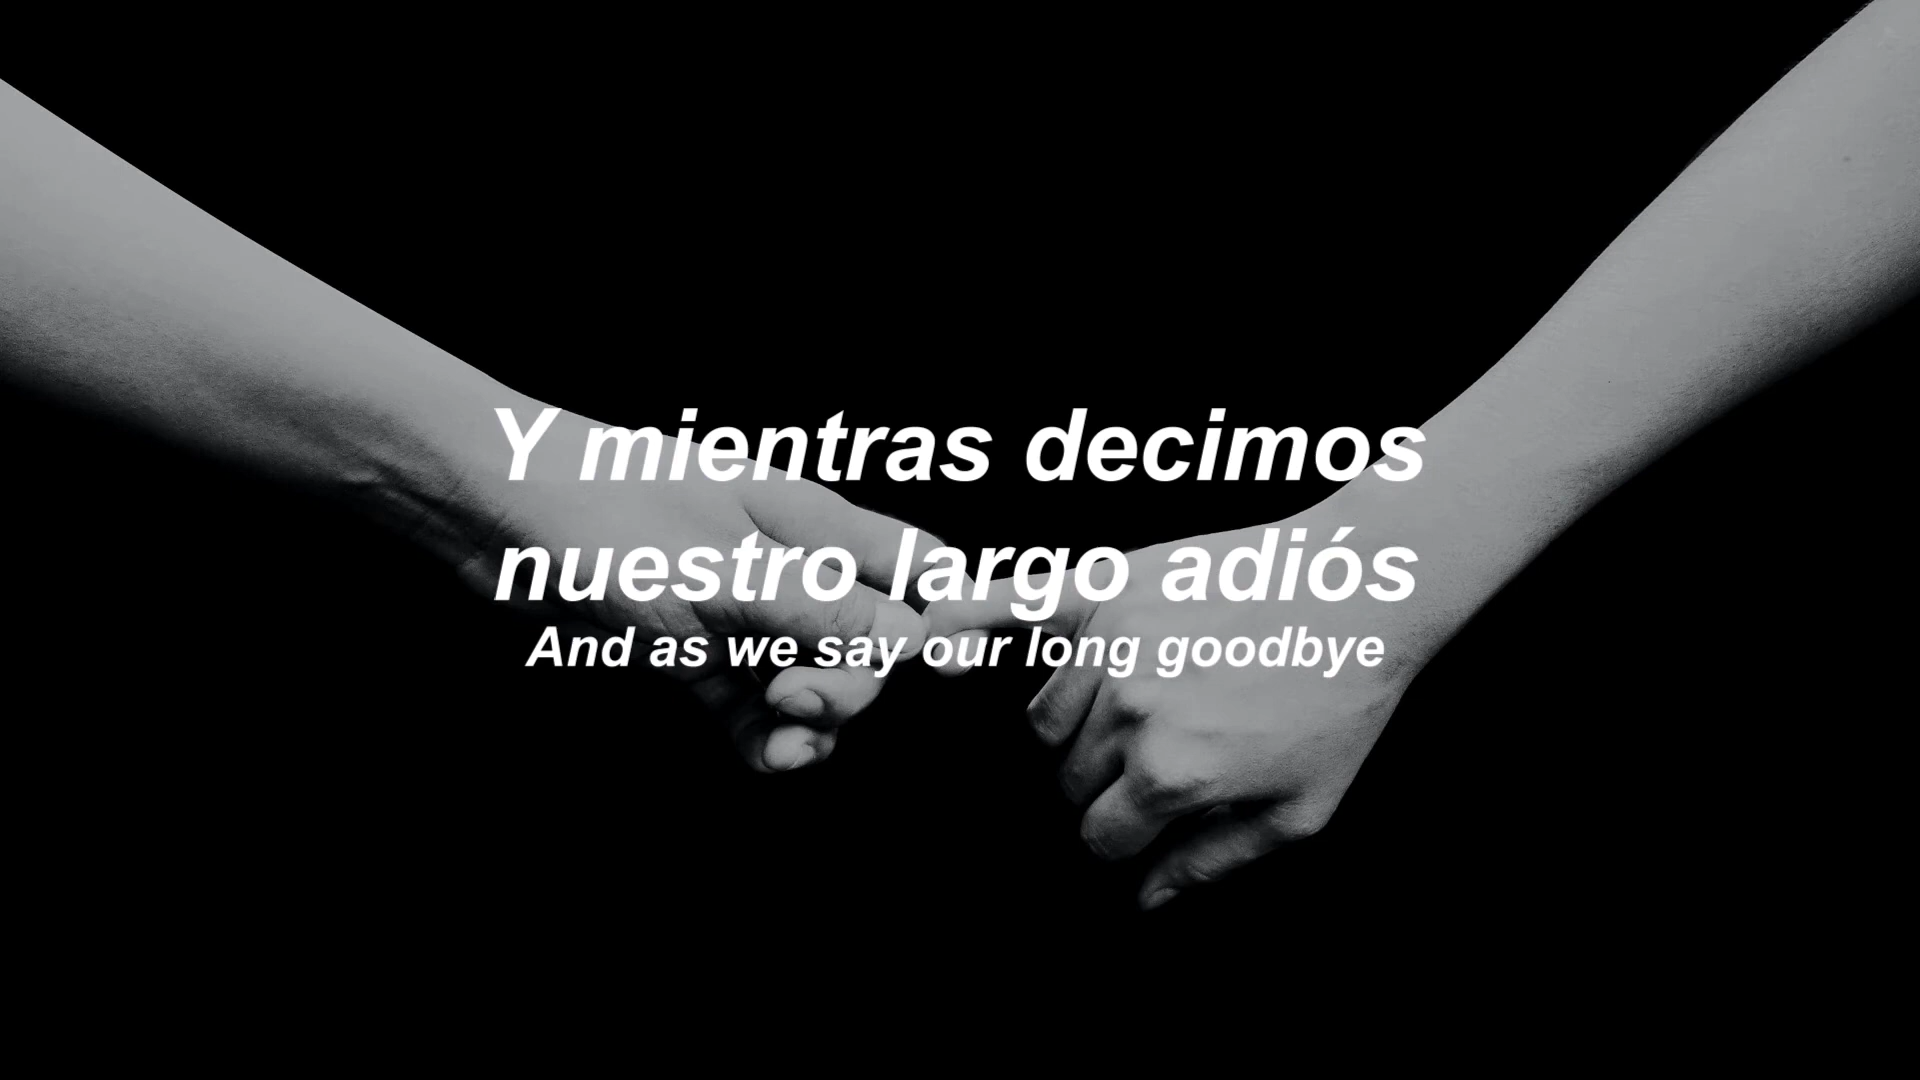 Y mientras decimos
nuestro largo adiós
And as we say our long goodbye